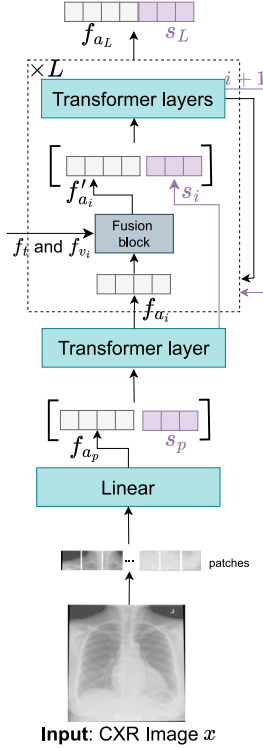 f_{a_L} s_L
×L
i + 1
Transformer layers
f'_{a_i} s_i
Fusion
block
f_t and f_{v_i}
f_{a_i}
Transformer layer
f_{a_p} s_p
Linear
... patches
Input: CXR Image x